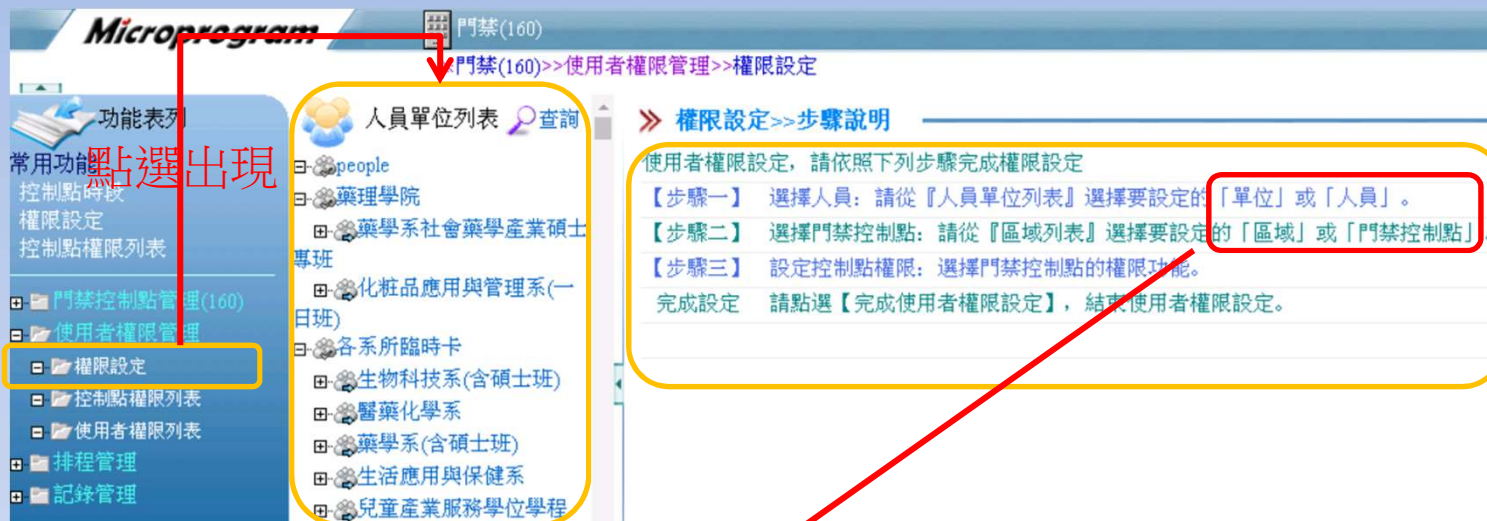 Microprogram
門禁(160)
門禁(160)>>使用者權限管理>>權限設定
功能表列
常用功能
點選出現
控制點時段
權限設定
控制點權限列表
門禁控制點管理(160)
使用者權限管理
權限設定
控制點權限列表
使用者權限列表
排程管理
記錄管理
人員單位列表 查詢
people
藥理學院
藥學系社會藥學產業碩士
專班
化粧品應用與管理系(一
日班)
各系所臨時卡
生物科技系(含碩士班)
醫藥化學系
藥學系(含碩士班)
生活應用與保健系
兒童產業服務學位學程
權限設定>>步驟說明
使用者權限設定，請依照下列步驟完成權限設定
【步驟一】 選擇人員：請從『人員單位列表』選擇要設定的「單位」或「人員」。
【步驟二】 選擇門禁控制點：請從『區域列表』選擇要設定的「區域」或「門禁控制點」。
【步驟三】 設定控制點權限：選擇門禁控制點的權限功能。
完成設定 請點選【完成使用者權限設定】，結束使用者權限設定。